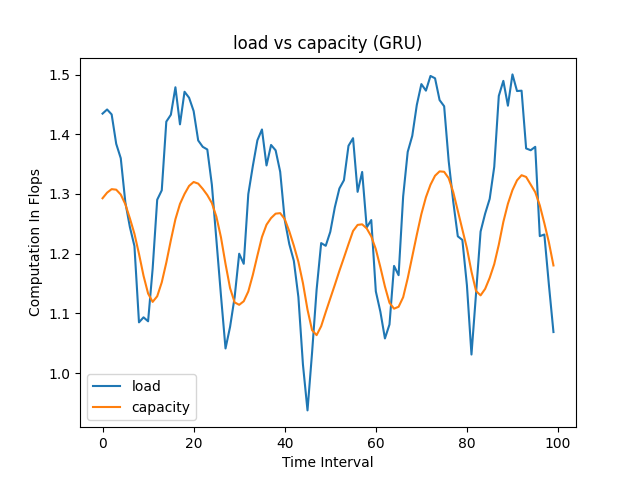 load vs capacity (GRU)
Computation In Flops
1.5
1.4
1.3
1.2
1.1
1.0
load
capacity
0
20
40
60
80
100
Time Interval